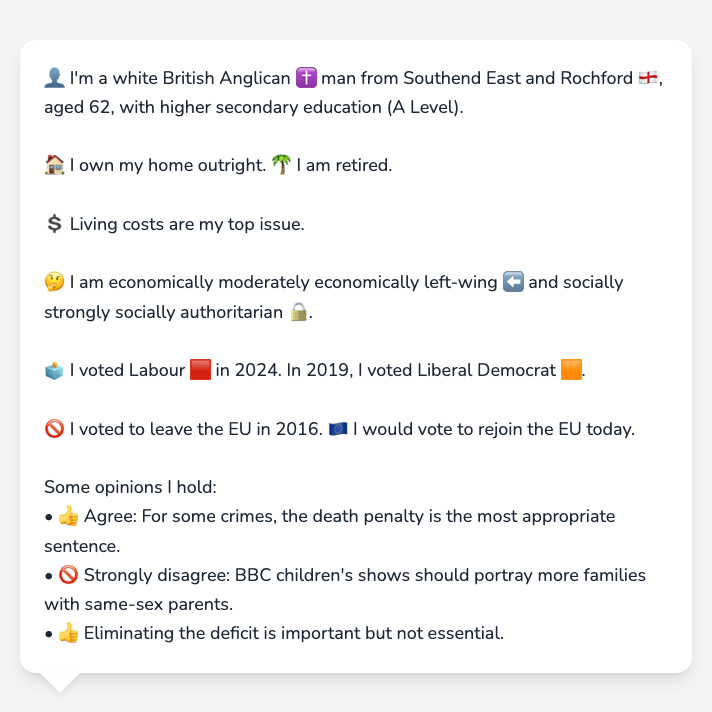 👤 I'm a white British Anglican ✝️ man from Southend East and Rochford 🏴󠁧󠁢󠁥󠁮󠁧󠁿,
aged 62, with higher secondary education (A Level).
🏠 I own my home outright. 🌴 I am retired.
💲 Living costs are my top issue.
🤔 I am economically moderately economically left-wing ⬅️ and socially
strongly socially authoritarian 🔒.
🗳️ I voted Labour 🟥 in 2024. In 2019, I voted Liberal Democrat 🟧.
🚫 I voted to leave the EU in 2016. 🇪🇺 I would vote to rejoin the EU today.
Some opinions I hold:
• 👍 Agree: For some crimes, the death penalty is the most appropriate
sentence.
• 🚫 Strongly disagree: BBC children's shows should portray more families
with same-sex parents.
• 👍 Eliminating the deficit is important but not essential.